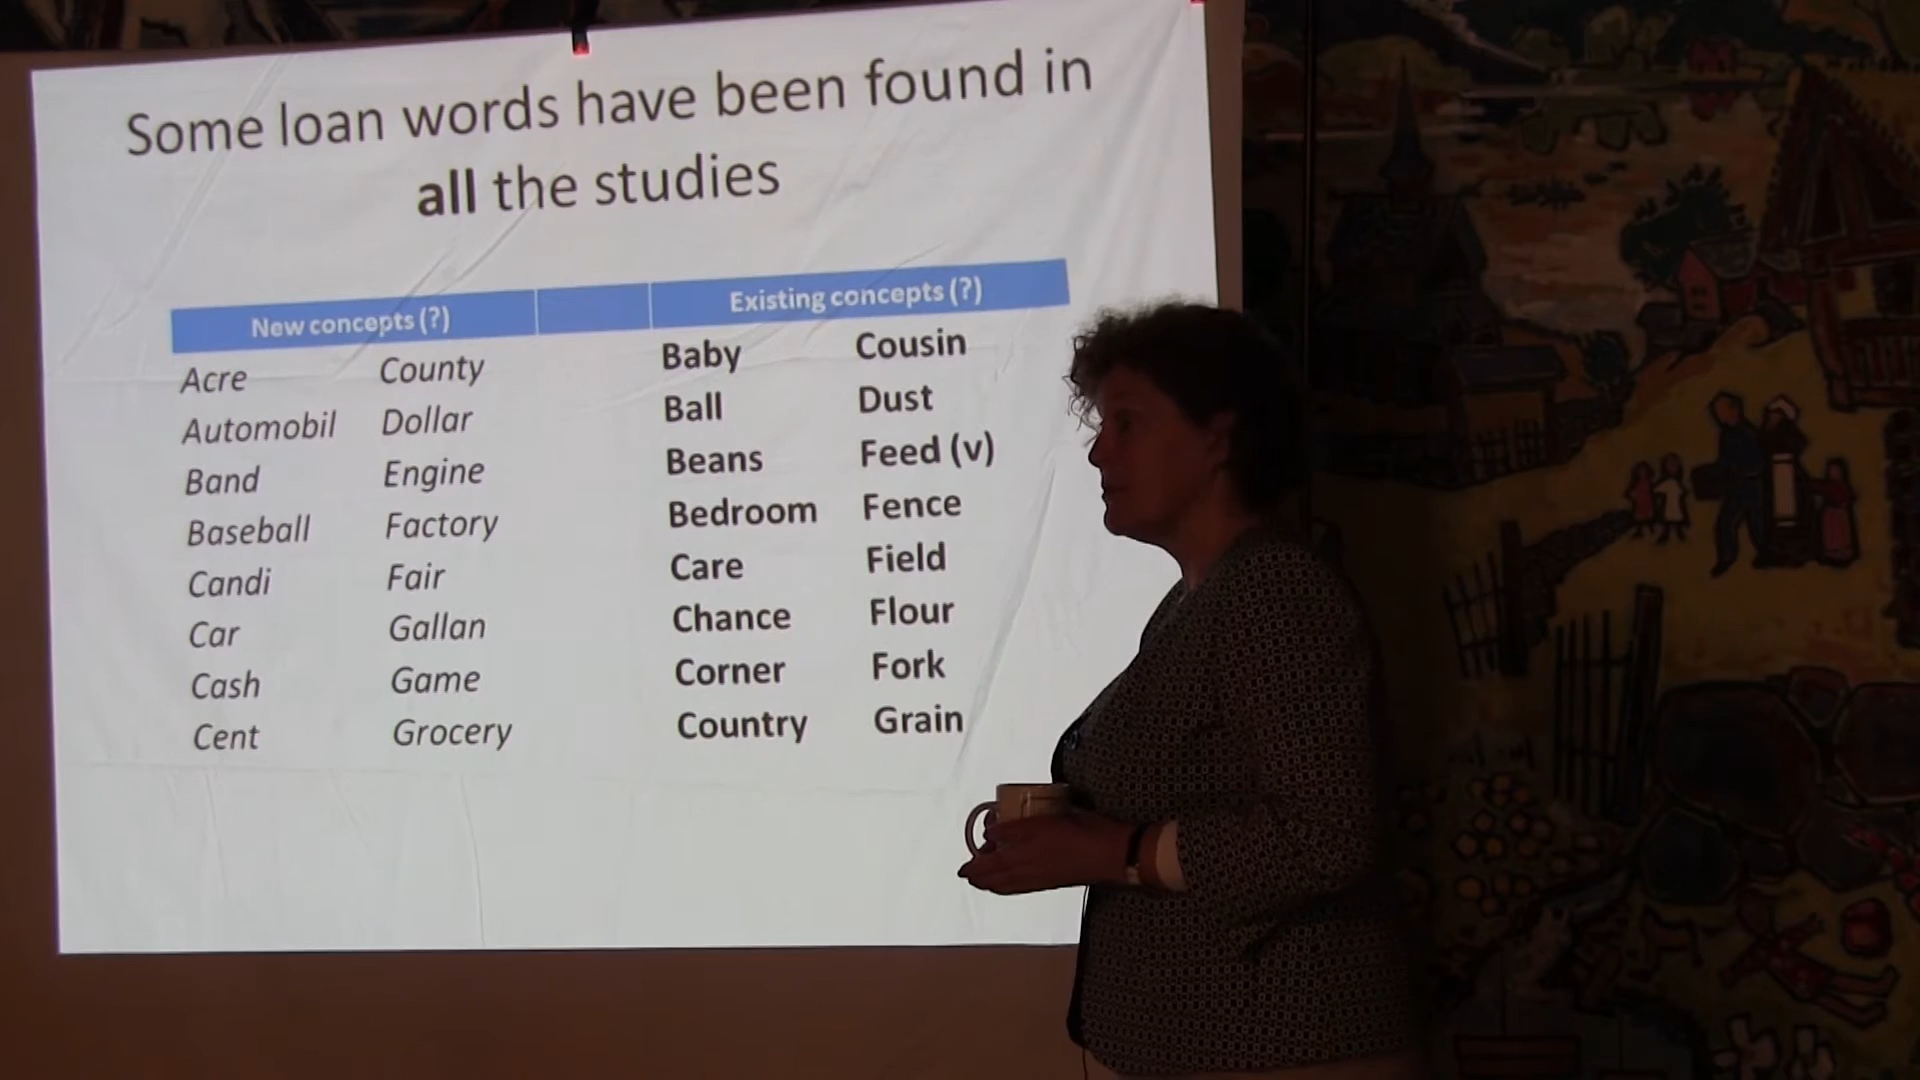 Some loan words have been found in
all the studies
New concepts (?) Existing concepts (?)
Acre County Baby Cousin
Automobil Dollar Ball Dust
Band Engine Beans Feed (v)
Baseball Factory Bedroom Fence
Candi Fair Care Field
Car Gallan Chance Flour
Cash Game Corner Fork
Cent Grocery Country Grain